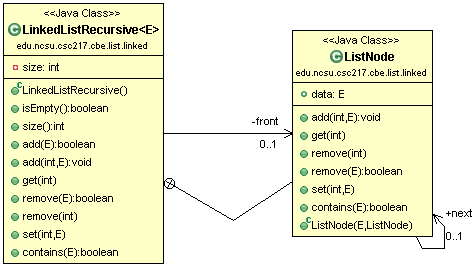 <<Java Class>>
LinkedListRecursive<E>
edu.ncsu.csc217.cbe.list.linked
size: int
LinkedListRecursive()
isEmpty():boolean
size():int
add(E):boolean
add(int,E):void
get(int)
remove(E):boolean
remove(int)
set(int,E)
contains(E):boolean
-front
0..1
<<Java Class>>
ListNode
edu.ncsu.csc217.cbe.list.linked
data: E
add(int,E):void
get(int)
remove(int)
remove(E):boolean
set(int,E)
contains(E):boolean
ListNode(E,ListNode)
+next
0..1